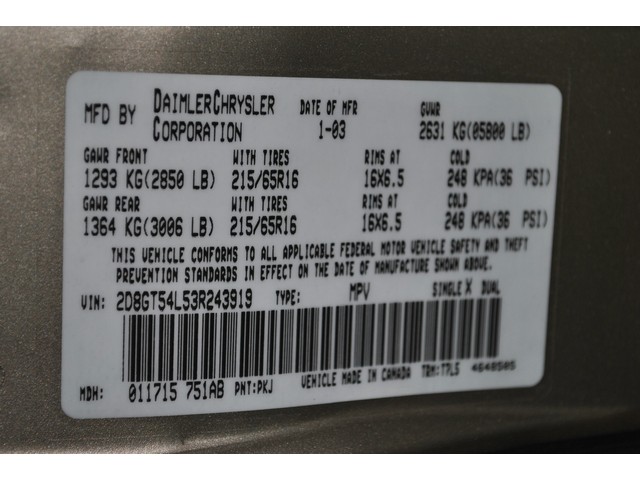 MFD BY DAIMLERCHRYSLER CORPORATION DATE OF MFR 1-03 GVWR 2631 KG(05800 LB)
GAWR FRONT WITH TIRES RIMS AT COLD
1293 KG(2850 LB) 215/65R16 16X6.5 248 KPA(36 PSI)
GAWR REAR WITH TIRES RIMS AT COLD
1364 KG(3006 LB) 215/65R16 16X6.5 248 KPA(36 PSI)
THIS VEHICLE CONFORMS TO ALL APPLICABLE FEDERAL MOTOR VEHICLE SAFETY AND THEFT
PREVENTION STANDARDS IN EFFECT ON THE DATE OF MANUFACTURE SHOWN ABOVE.
VIN: 2D8GT54L53R243919 TYPE: MPV SINGLE X DUAL
MDH: 011715 751AB PNT:PKJ VEHICLE MADE IN CANADA TRM:T7L5 4648505